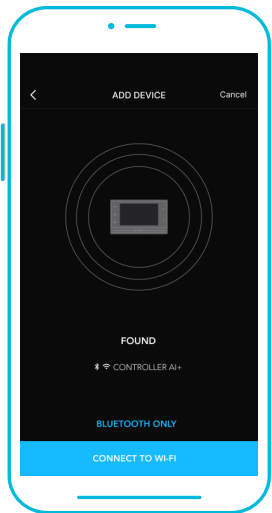 ADD DEVICE Cancel
FOUND
CONTROLLER AI+
BLUETOOTH ONLY
CONNECT TO WI-FI